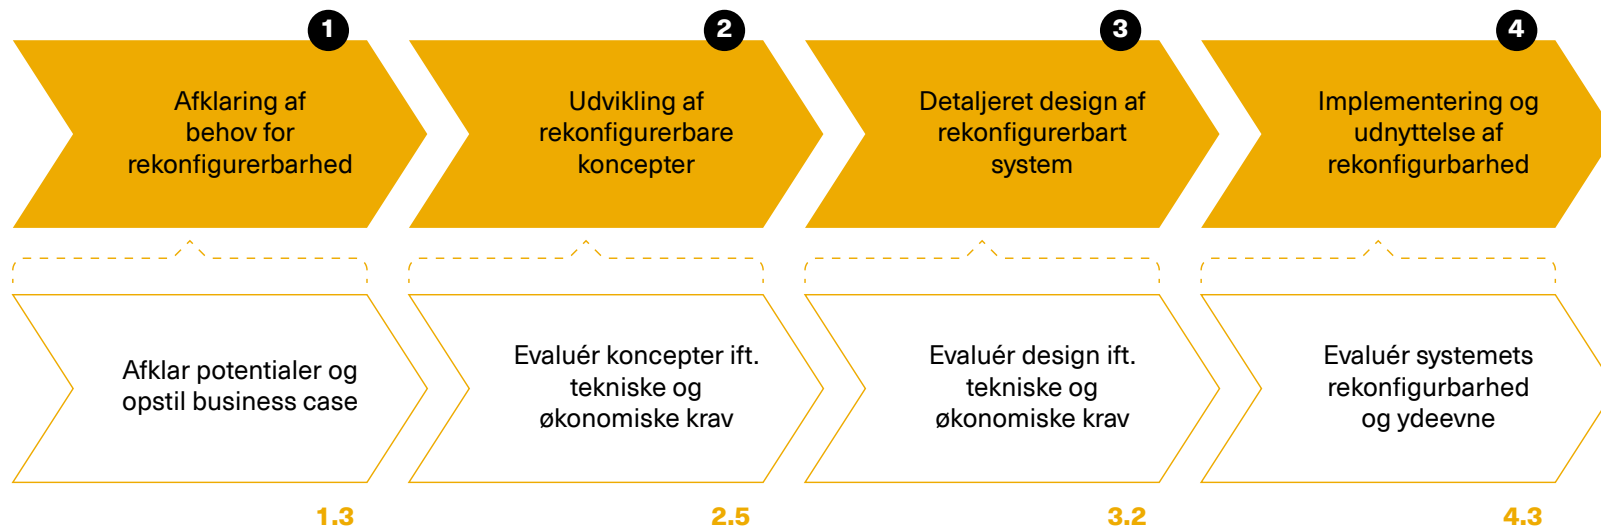 1
Afklaring af
behov for
rekonfigurerbarhed
2
Udvikling af
rekonfigurerbare
koncepter
3
Detaljeret design af
rekonfigurerbart
system
4
Implementering og
udnyttelse af
rekonfigurbarhed
Afklar potentialer og
opstil business case
1.3
Evaluér koncepter ift.
tekniske og
økonomiske krav
2.5
Evaluér design ift.
tekniske og
økonomiske krav
3.2
Evaluér systemets
rekonfigurbarhed
og ydeevne
4.3